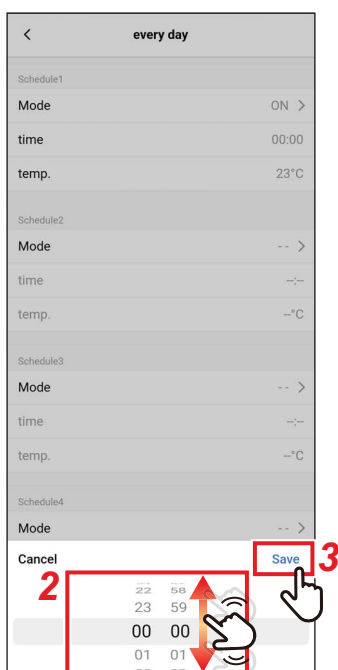 every day
Schedule1
Mode ON
time 00:00
temp. 23°C
Schedule2
Mode - -
time --:--
temp. --°C
Schedule3
Mode - -
time --:--
temp. --°C
Schedule4
Mode - -
Cancel Save 3
2
22 58
23 59
00 00
01 01